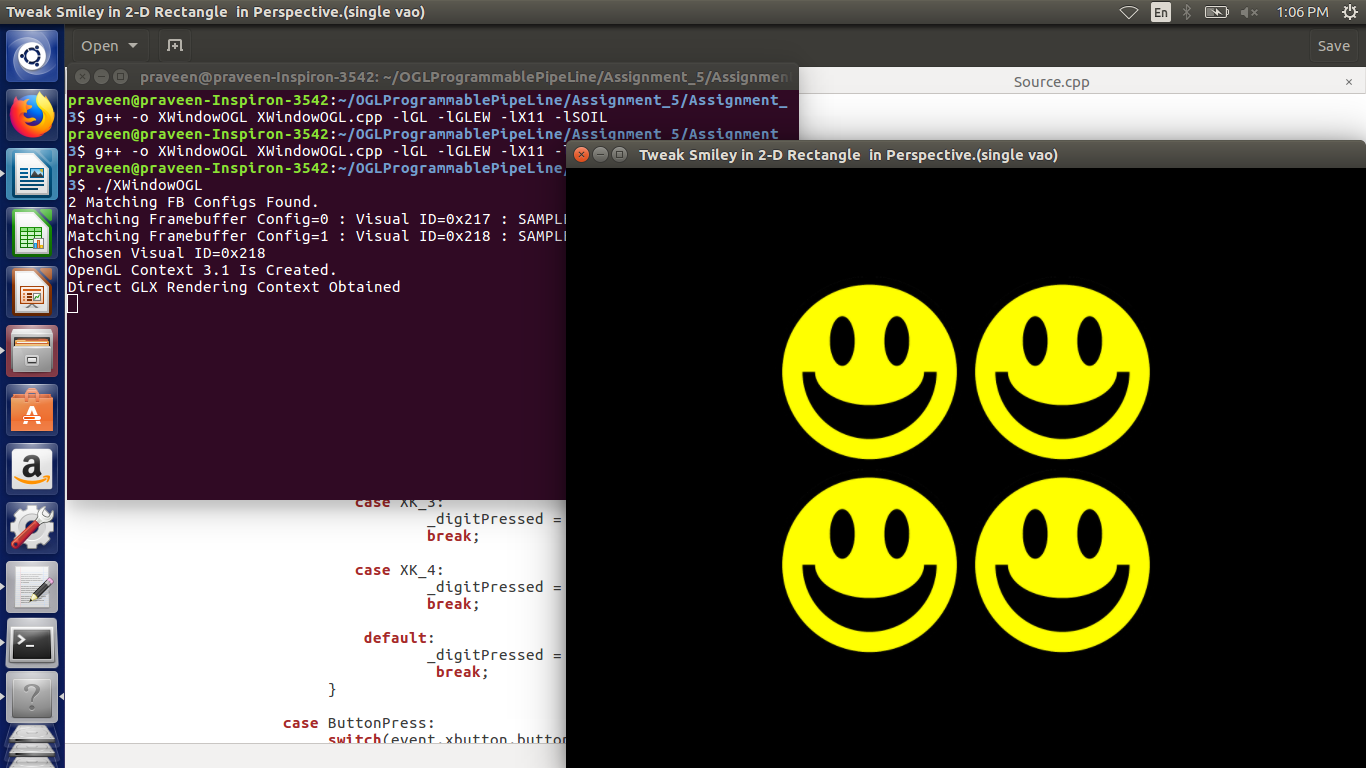 Tweak Smiley in 2-D Rectangle  in Perspective.(single vao)
En
1:06 PM
Open
Save
praveen@praveen-Inspiron-3542: ~/OGLProgrammablePipeLine/Assignment_5/Assignmen
Source.cpp ×
praveen@praveen-Inspiron-3542:~/OGLProgrammablePipeLine/Assignment_5/Assignment_
3$ g++ -o XWindowOGL XWindowOGL.cpp -lGL -lGLEW -lX11 -lSOIL
praveen@praveen-Inspiron-3542:~/OGLProgrammablePipeLine/Assignment_5/Assignment_
3$ g++ -o XWindowOGL XWindowOGL.cpp -lGL -lGLEW -lX11 -l
praveen@praveen-Inspiron-3542:~/OGLProgrammablePipeLine/
3$ ./XWindowOGL
2 Matching FB Configs Found.
Matching Framebuffer Config=0 : Visual ID=0x217 : SAMPLE
Matching Framebuffer Config=1 : Visual ID=0x218 : SAMPLE
Chosen Visual ID=0x218
OpenGL Context 3.1 Is Created.
Direct GLX Rendering Context Obtained
Tweak Smiley in 2-D Rectangle  in Perspective.(single vao)
case XK_3:
_digitPressed =
break;
case XK_4:
_digitPressed =
break;
default:
_digitPressed =
break;
}
case ButtonPress:
switch(event.xbutton.button